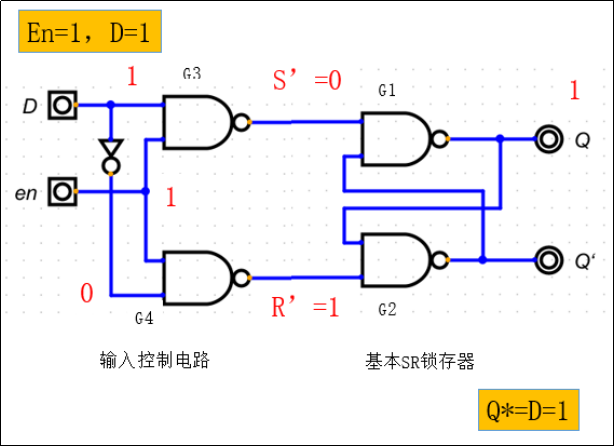 En=1, D=1
1
G3
S’=0
G1
1
D
Q
en
1
0
G4
R’=1
G2
Q‘
输入控制电路
基本SR锁存器
Q*=D=1